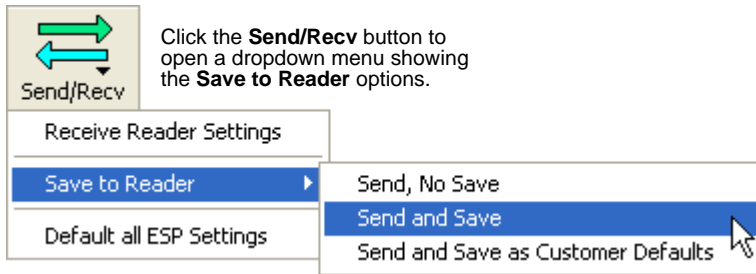 Click the Send/Recv button to
open a dropdown menu showing
the Save to Reader options.
Send/Recv
Receive Reader Settings
Save to Reader
Default all ESP Settings
Send, No Save
Send and Save
Send and Save as Customer Defaults